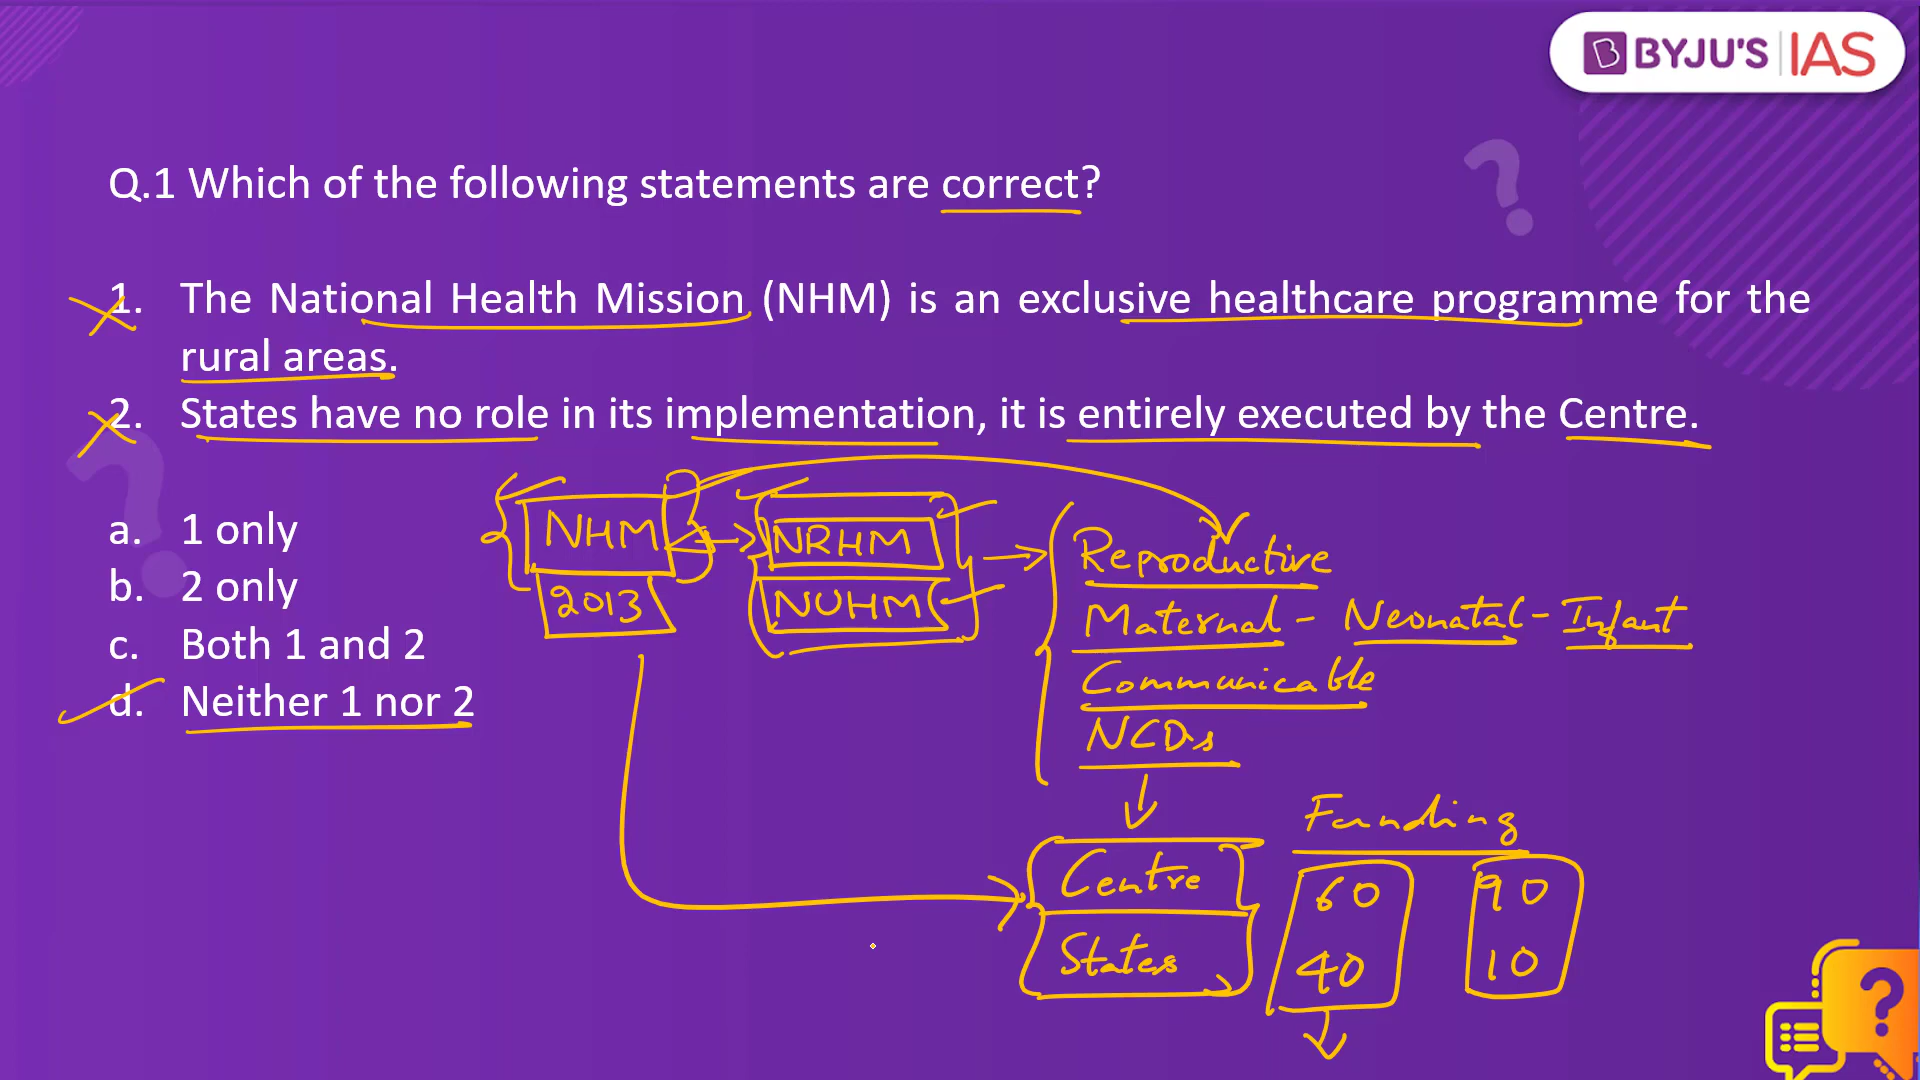 BYJU'S IAS
Q.1 Which of the following statements are correct?
1. The National Health Mission (NHM) is an exclusive healthcare programme for the
rural areas.
2. States have no role in its implementation, it is entirely executed by the Centre.
a. 1 only
b. 2 only
c. Both 1 and 2
d. Neither 1 nor 2
NHM
2013
NRHM
NUHM
Reproductive
Maternal - Neonatal - Infant
Communicable
NCDs
Funding
Centre 60 90
States 40 10